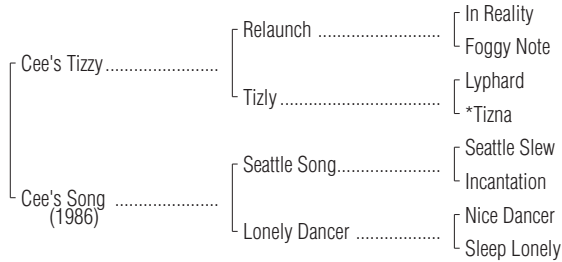 In Reality
Relaunch ..............................
Foggy Note
Cee's Tizzy ............................
Lyphard
Tizly ........................................
*Tizna
Seattle Slew
Seattle Song .........................
Incantation
Cee's Song ..........................
(1986)
Nice Dancer
Lonely Dancer .....................
Sleep Lonely